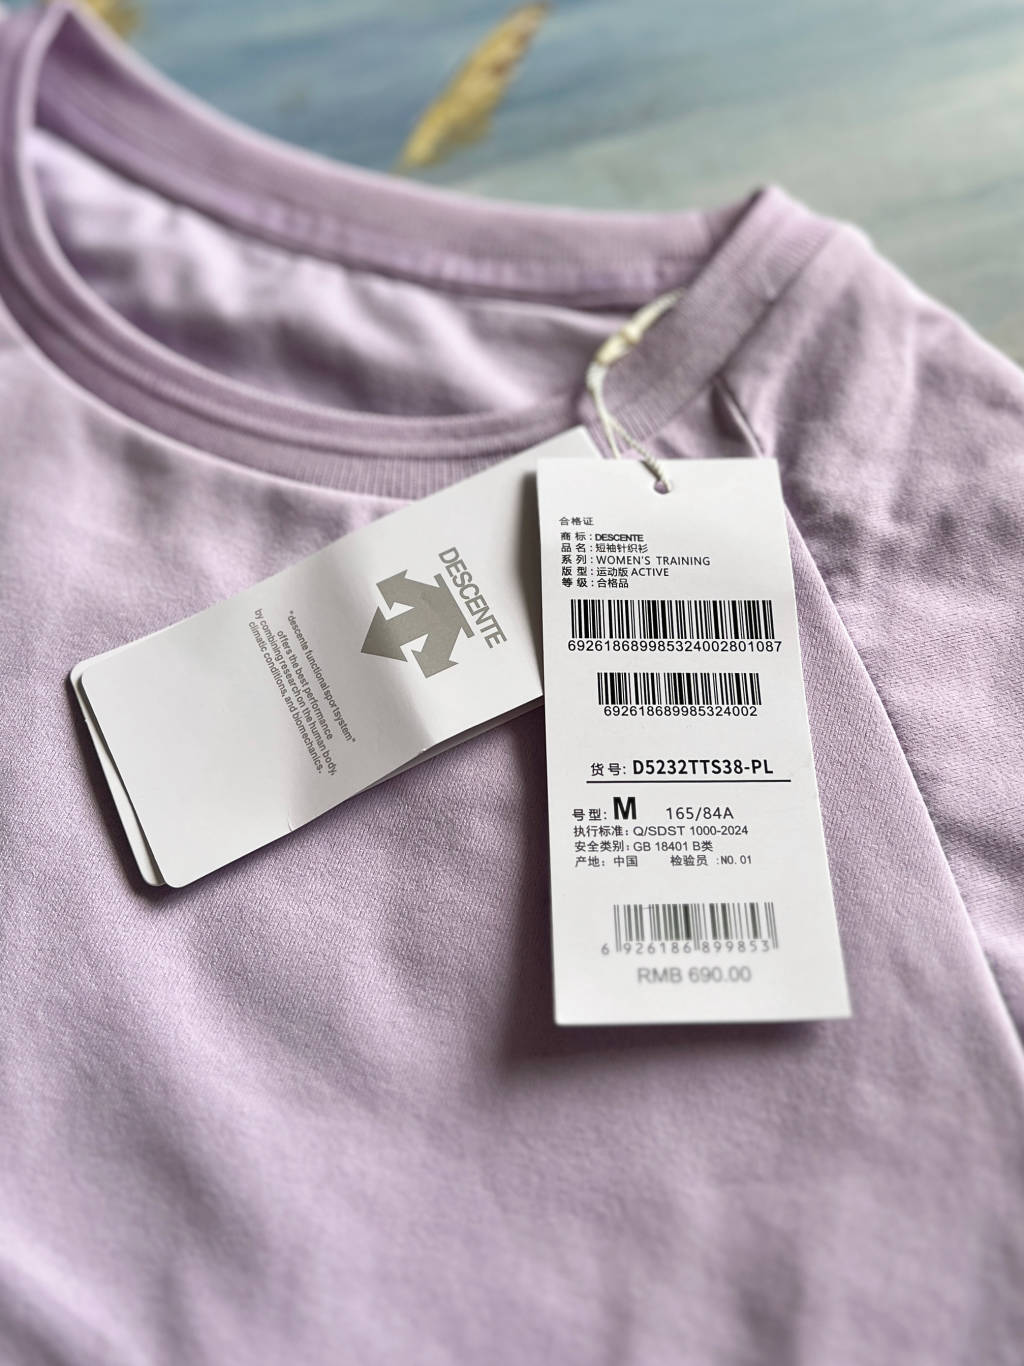 DESCENTE
"descente functional sportsystem"
offers the best performance
by combining research on the human body,
climatic conditions, and biomechanics.
合格证
商 标：DESCENTE
品 名：短袖针织衫
系 列：WOMEN'S TRAINING
版 型：运动版 ACTIVE
等 级：合格品
692618689985324002801087
692618689985324002
货号: D5232TTS38-PL
号型: M 165/84A
执行标准: Q/SDST 1000-2024
安全类别: GB 18401 B类
产地: 中国 检验员 :NO. 01
6 926186 899853
RMB 690.00